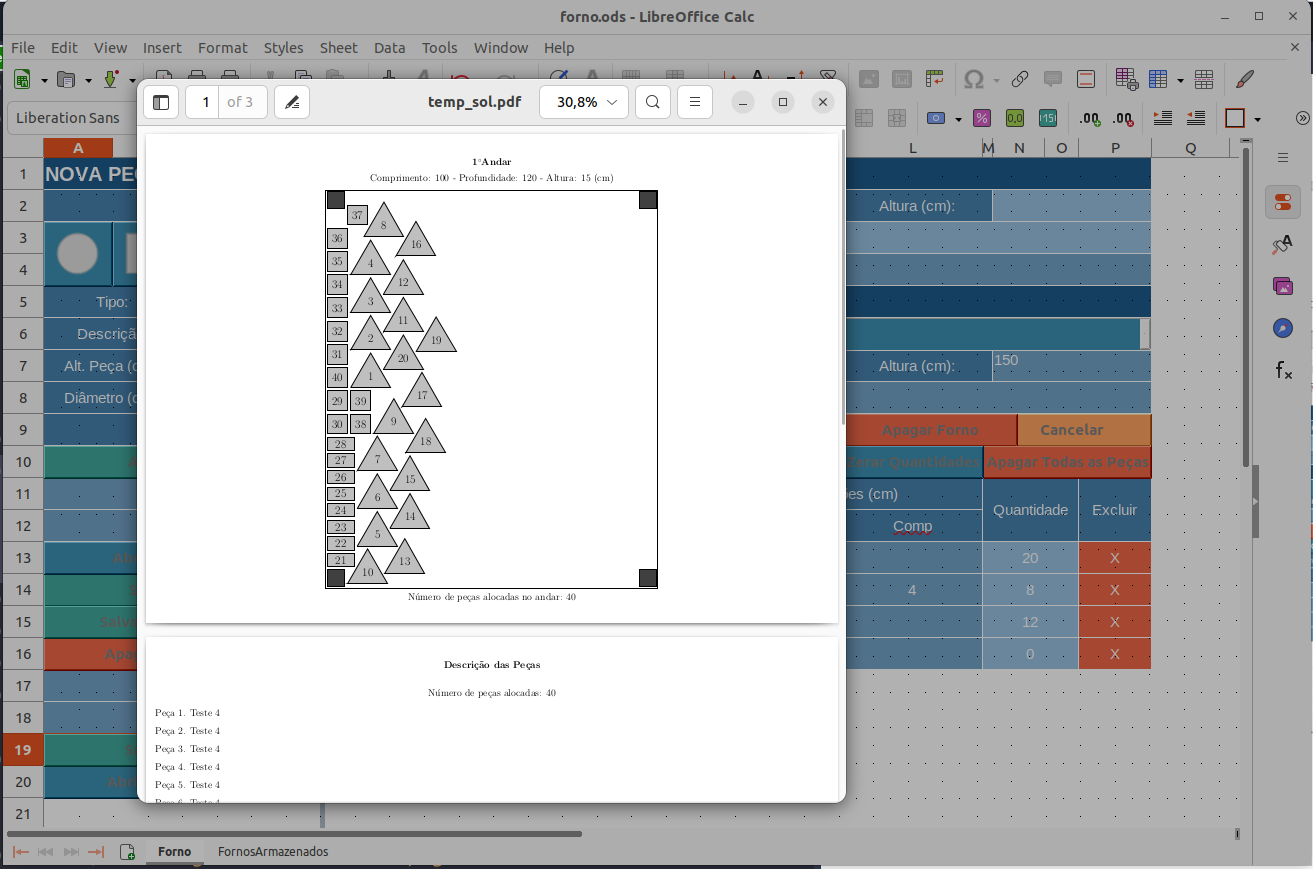 forno.ods - LibreOffice Calc
File Edit View Insert Format Styles Sheet Data Tools Window Help
Liberation Sans
1 of 3 temp_sol.pdf 30,8%
1°Andar
Comprimento: 100 - Profundidade: 120 - Altura: 15 (cm)
37 8
36 16
35 4
34 12
33 3
32 11
31 2 19
40 1 20
29 39 17
30 38 9
28 18
27 7
26 15
25 6
24 14
23 5
22
21 10 13
Número de peças alocadas no andar: 40
Descrição das Peças
Número de peças alocadas: 40
Peça 1. Teste 4
Peça 2. Teste 4
Peça 3. Teste 4
Peça 4. Teste 4
Peça 5. Teste 4
Peça 6. Teste 4
A L M N O P Q
1 NOVA PE
2 Altura (cm):
3
4
5 Tipo:
6 Descriçã
7 Alt. Peça (c Altura (cm): 150
8 Diâmetro (c
9 Apagar Forno Cancelar
10 Zerar Quantidades Apagar Todas as Peças
11 es (cm) Quantidade Excluir
12 Comp
13 20 X
14 4 8 X
15 Salv 12 X
16 Apa 0 X
17
18
19
20
21
Forno FornosArmazenados